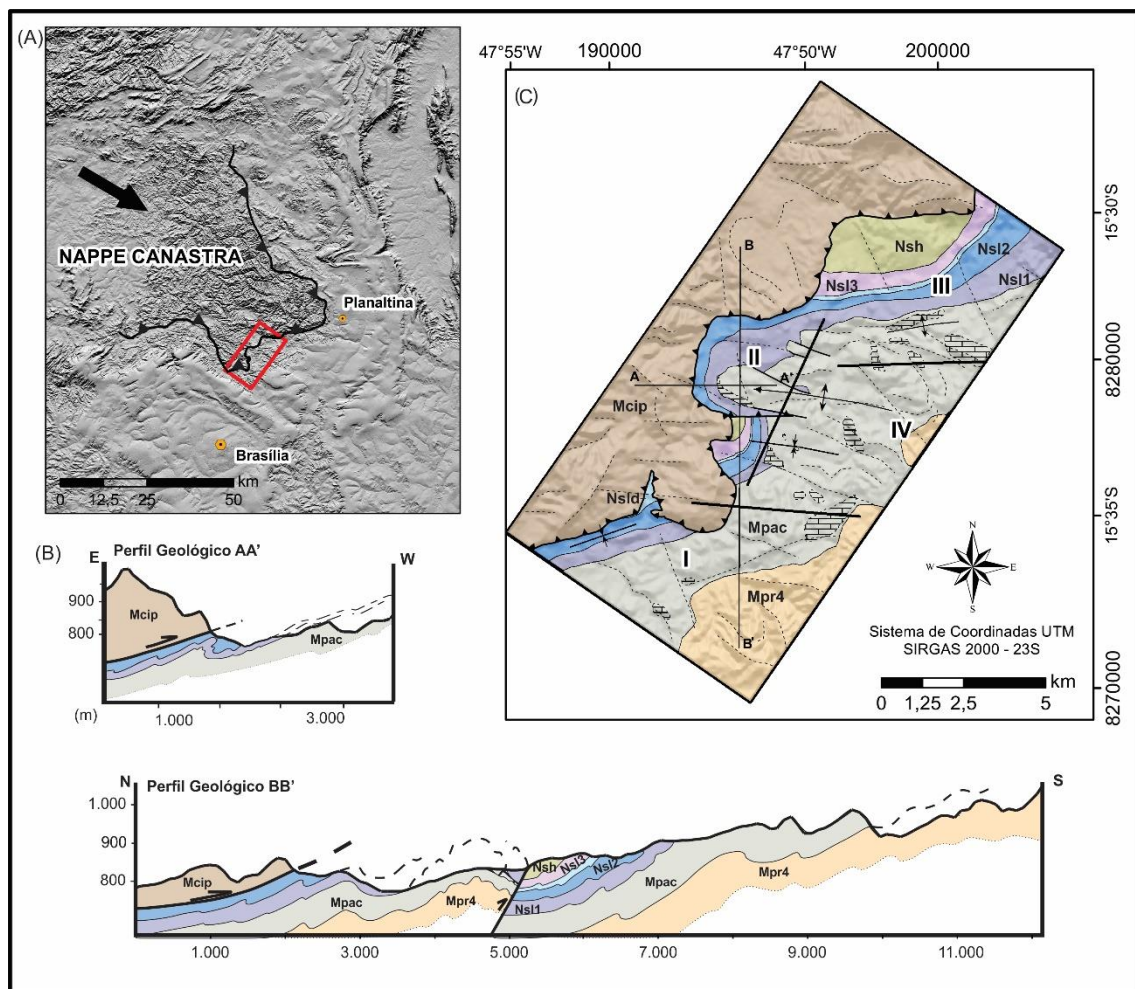 (A)
NAPPE CANASTRA
Planaltina
Brasília
0 12,5 25 50 km
(B) Perfil Geológico AA'
E W
900
800
Mcip
Mpac
(m)
1.000 3.000
47°55'W 190000 47°50'W 200000
(C)
15°30'S
8280000
15°35'S
8270000
B
Nsh
Nsl2
Nsl3
III
Nsl1
II
A
A'
Mcip
IV
Nsld
Mpac
I
Mpr4
B'
N
W E
S
Sistema de Coordinadas UTM
SIRGAS 2000 - 23S
km
0 1,25 2,5 5
N Perfil Geológico BB' S
1.000
900
800
Mcip
Mpac
Mpr4
Nsh
Nsl3
Nsl2
Nsl1
Mpac
Mpr4
1.000 3.000 5.000 7.000 9.000 11.000